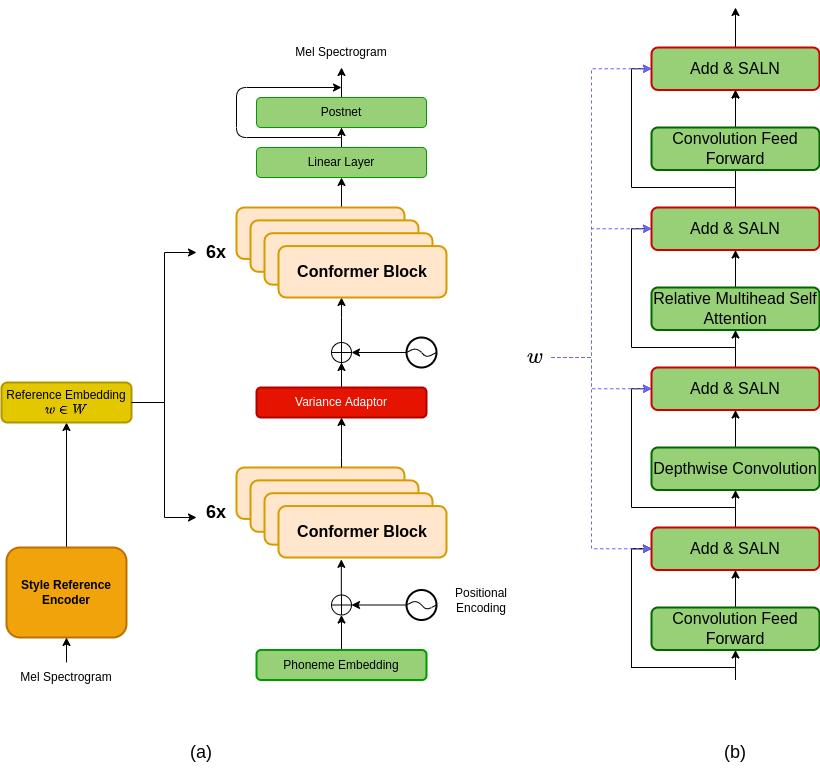 Mel Spectrogram
Postnet
Linear Layer
6x
Conformer Block
Reference Embedding
w ∈ W
Variance Adaptor
6x
Conformer Block
Style Reference
Encoder
Positional
Encoding
Phoneme Embedding
Mel Spectrogram
(a)
Add & SALN
Convolution Feed
Forward
Add & SALN
Relative Multihead Self
Attention
w
Add & SALN
Depthwise Convolution
Add & SALN
Convolution Feed
Forward
(b)